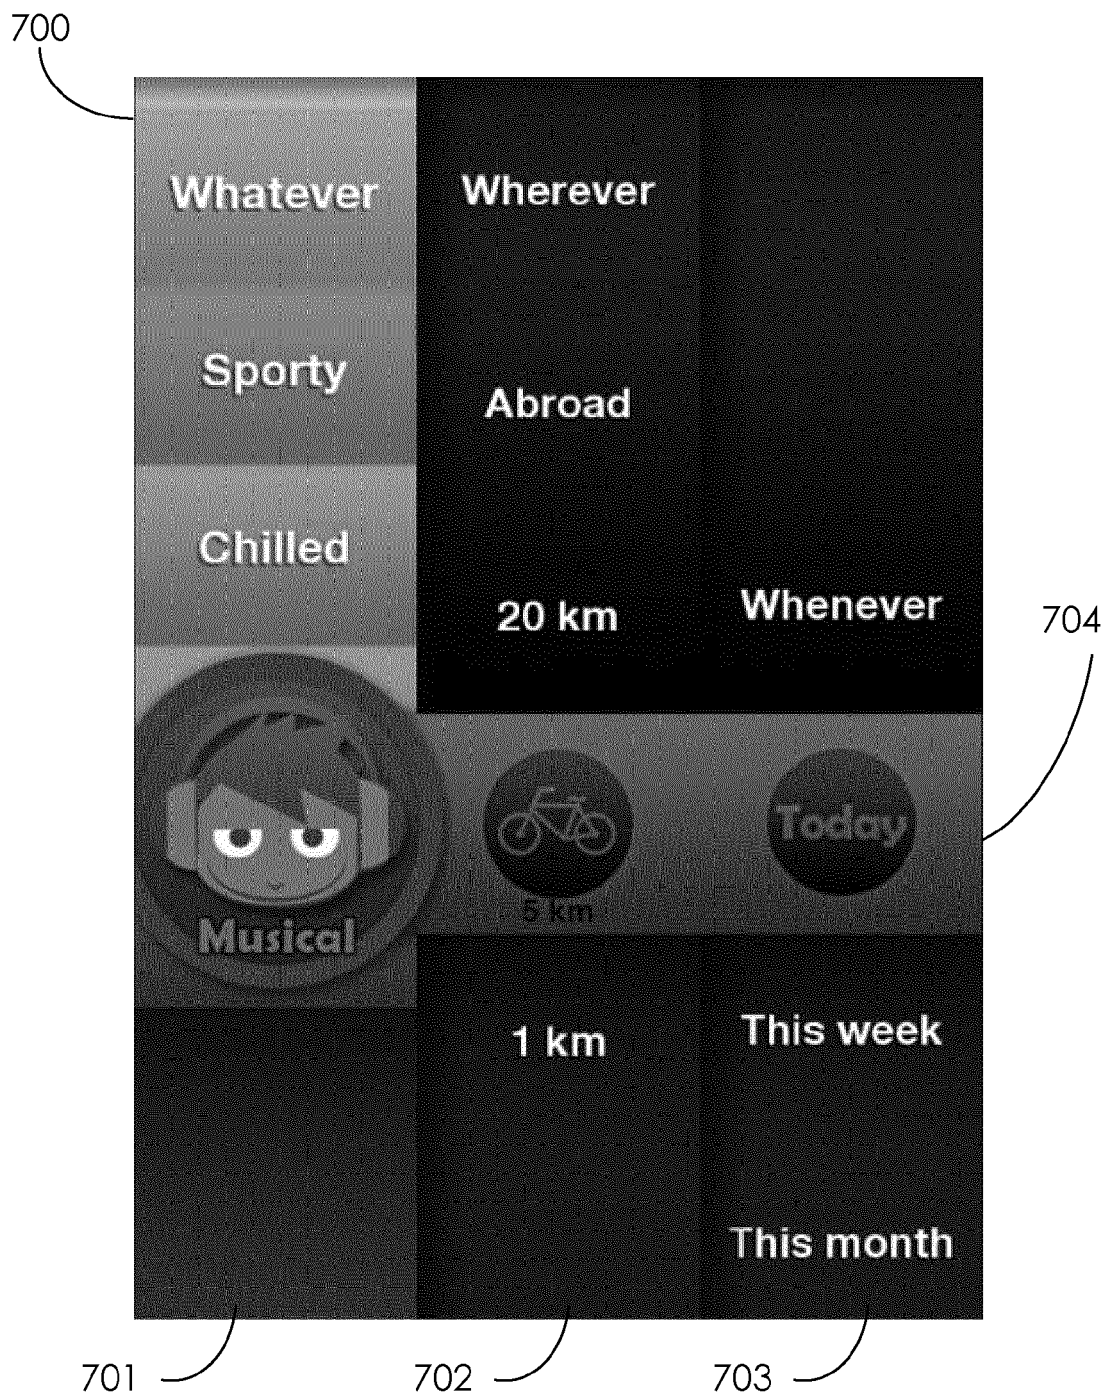 700
Whatever
Wherever
Sporty
Abroad
Chilled
20 km
Whenever
704
Today
5 km
Musical
1 km
This week
This month
701
702
703